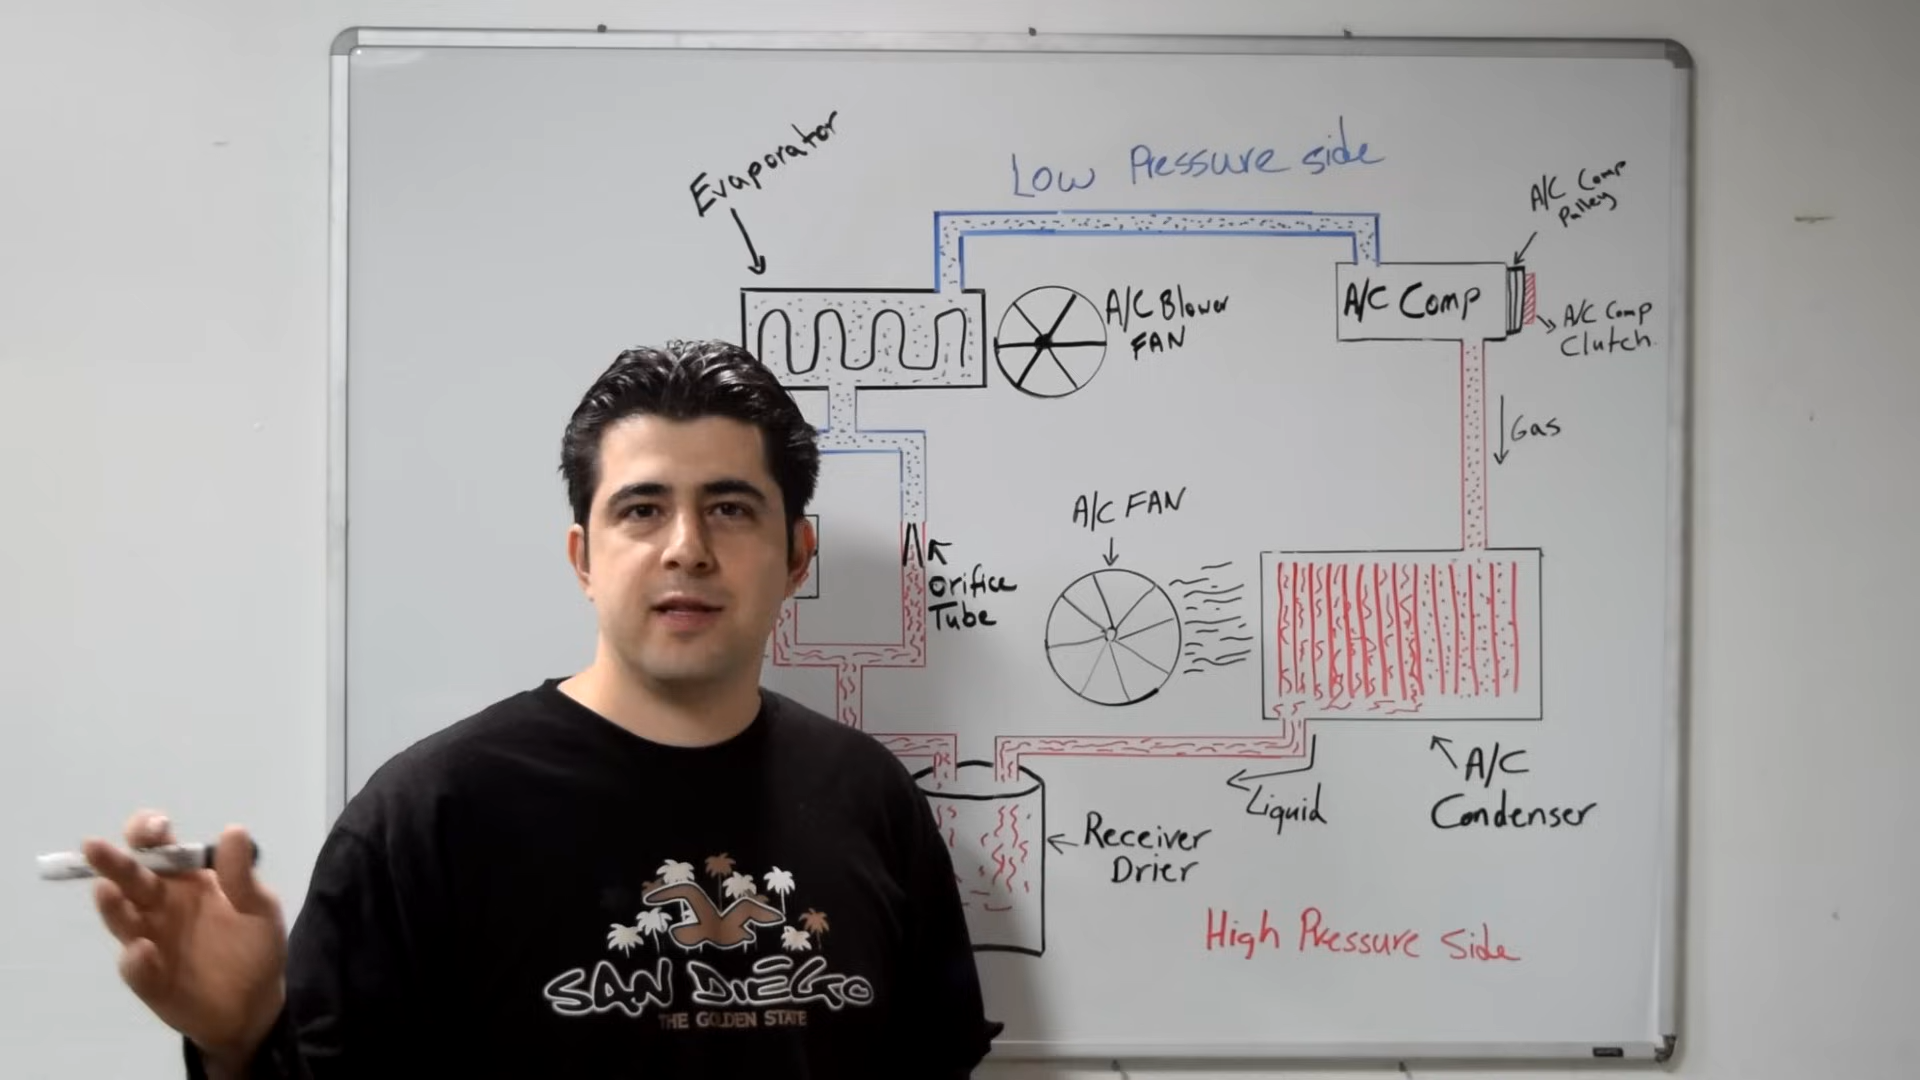 Evaporator
Low Pressure side
A/C Comp
Pulley
A/C Blower
FAN
A/C Comp
A/C Comp
Clutch
Gas
A/C FAN
Orifice
Tube
A/C
Condenser
Liquid
Receiver
Drier
High Pressure Side
SAN DIEGO
THE GOLDEN STATE